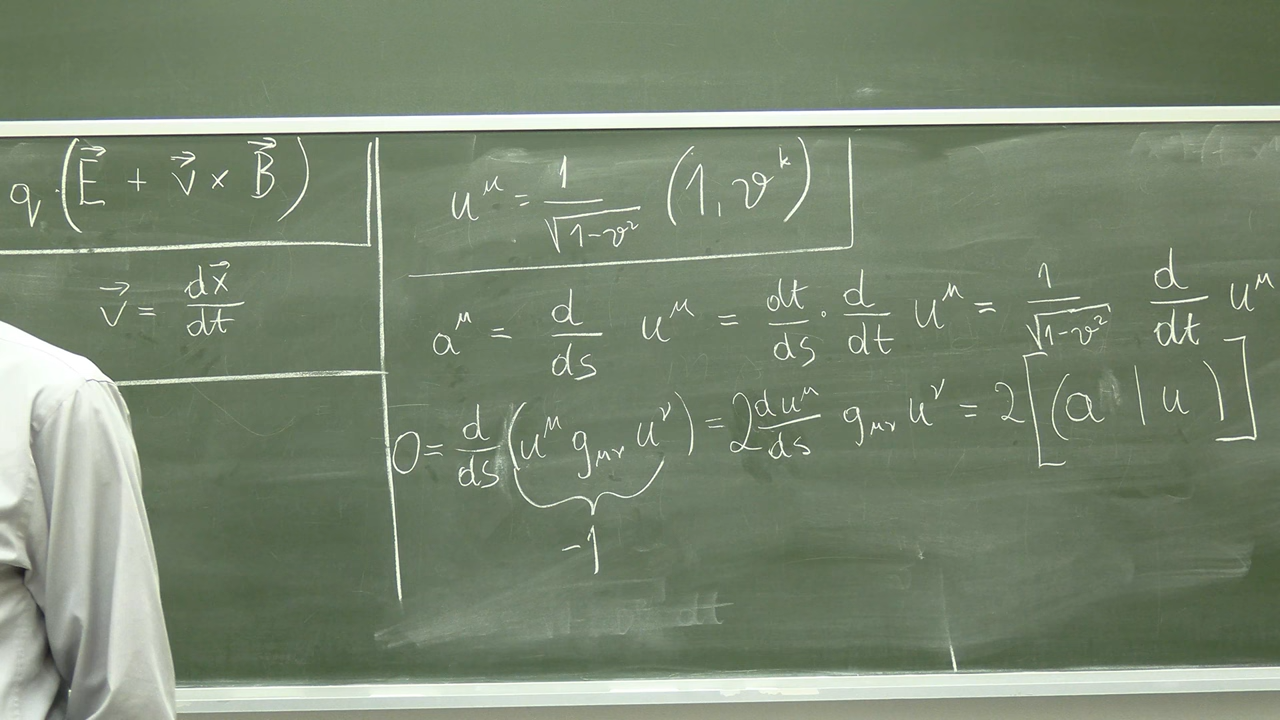 q·(E⃗ + v⃗ × B⃗)
v⃗ = dx⃗/dt
u^μ = 1/√(1-v²) (1, v^k)
a^μ = d/ds u^μ = dt/ds · d/dt u^μ = 1/√(1-v²) d/dt u^μ
0 = d/ds (u^μ g_μν u^ν) = 2 du^μ/ds g_μν u^ν = 2[(a | u)]
-1